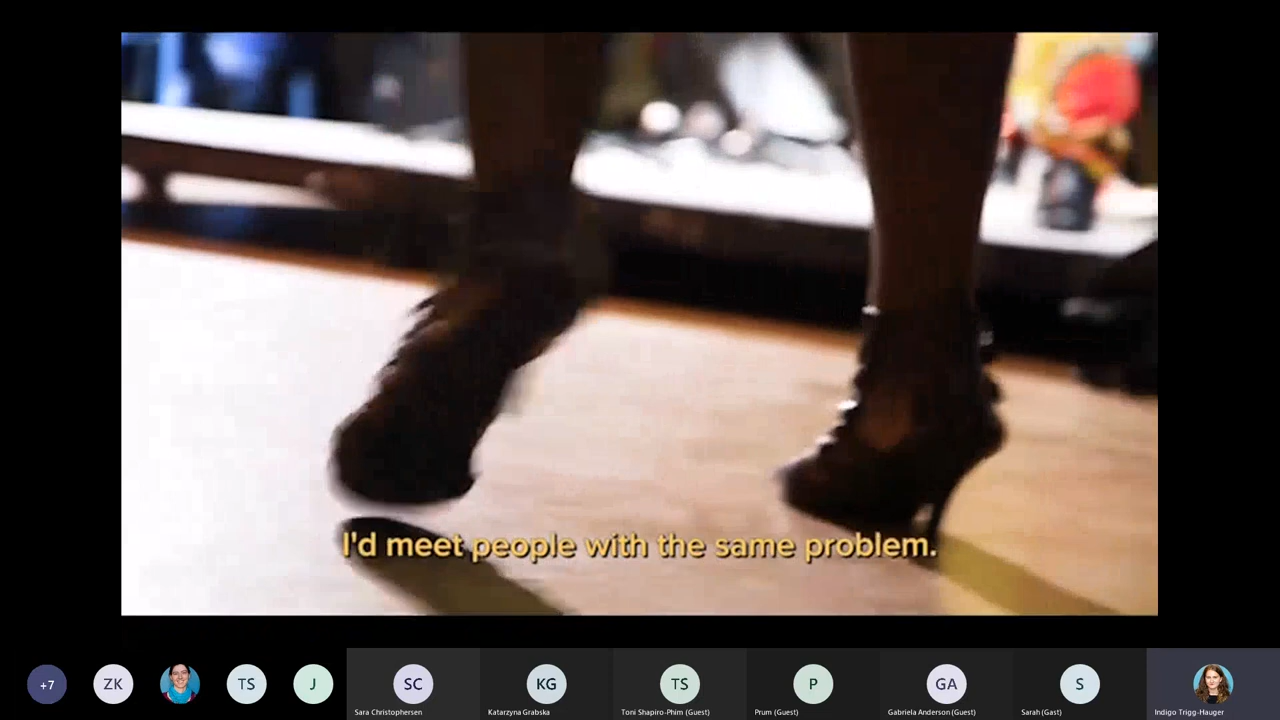 I'd meet people with the same problem.
+7
ZK
TS
J
SC
Sara Christophersen
KG
Katarzyna Grabska
TS
Toni Shapiro-Phim (Guest)
P
Prum (Guest)
GA
Gabriela Anderson (Guest)
S
Sarah (Gast)
Indigo Trigg-Hauger